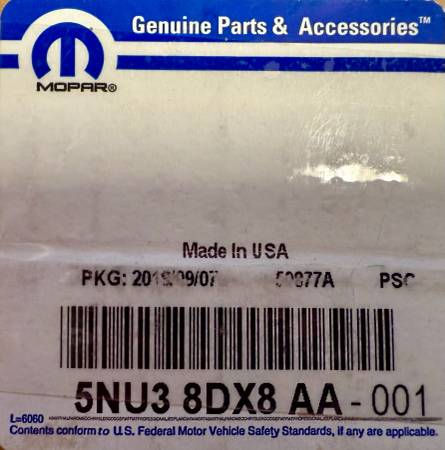 Genuine Parts & Accessories™
MOPAR®
Made In USA
PKG: PSC
5NU3 8DX8 AA - 001
L=6060
Contents conform to U.S. Federal Motor Vehicle Safety Standards, if any are applicable.